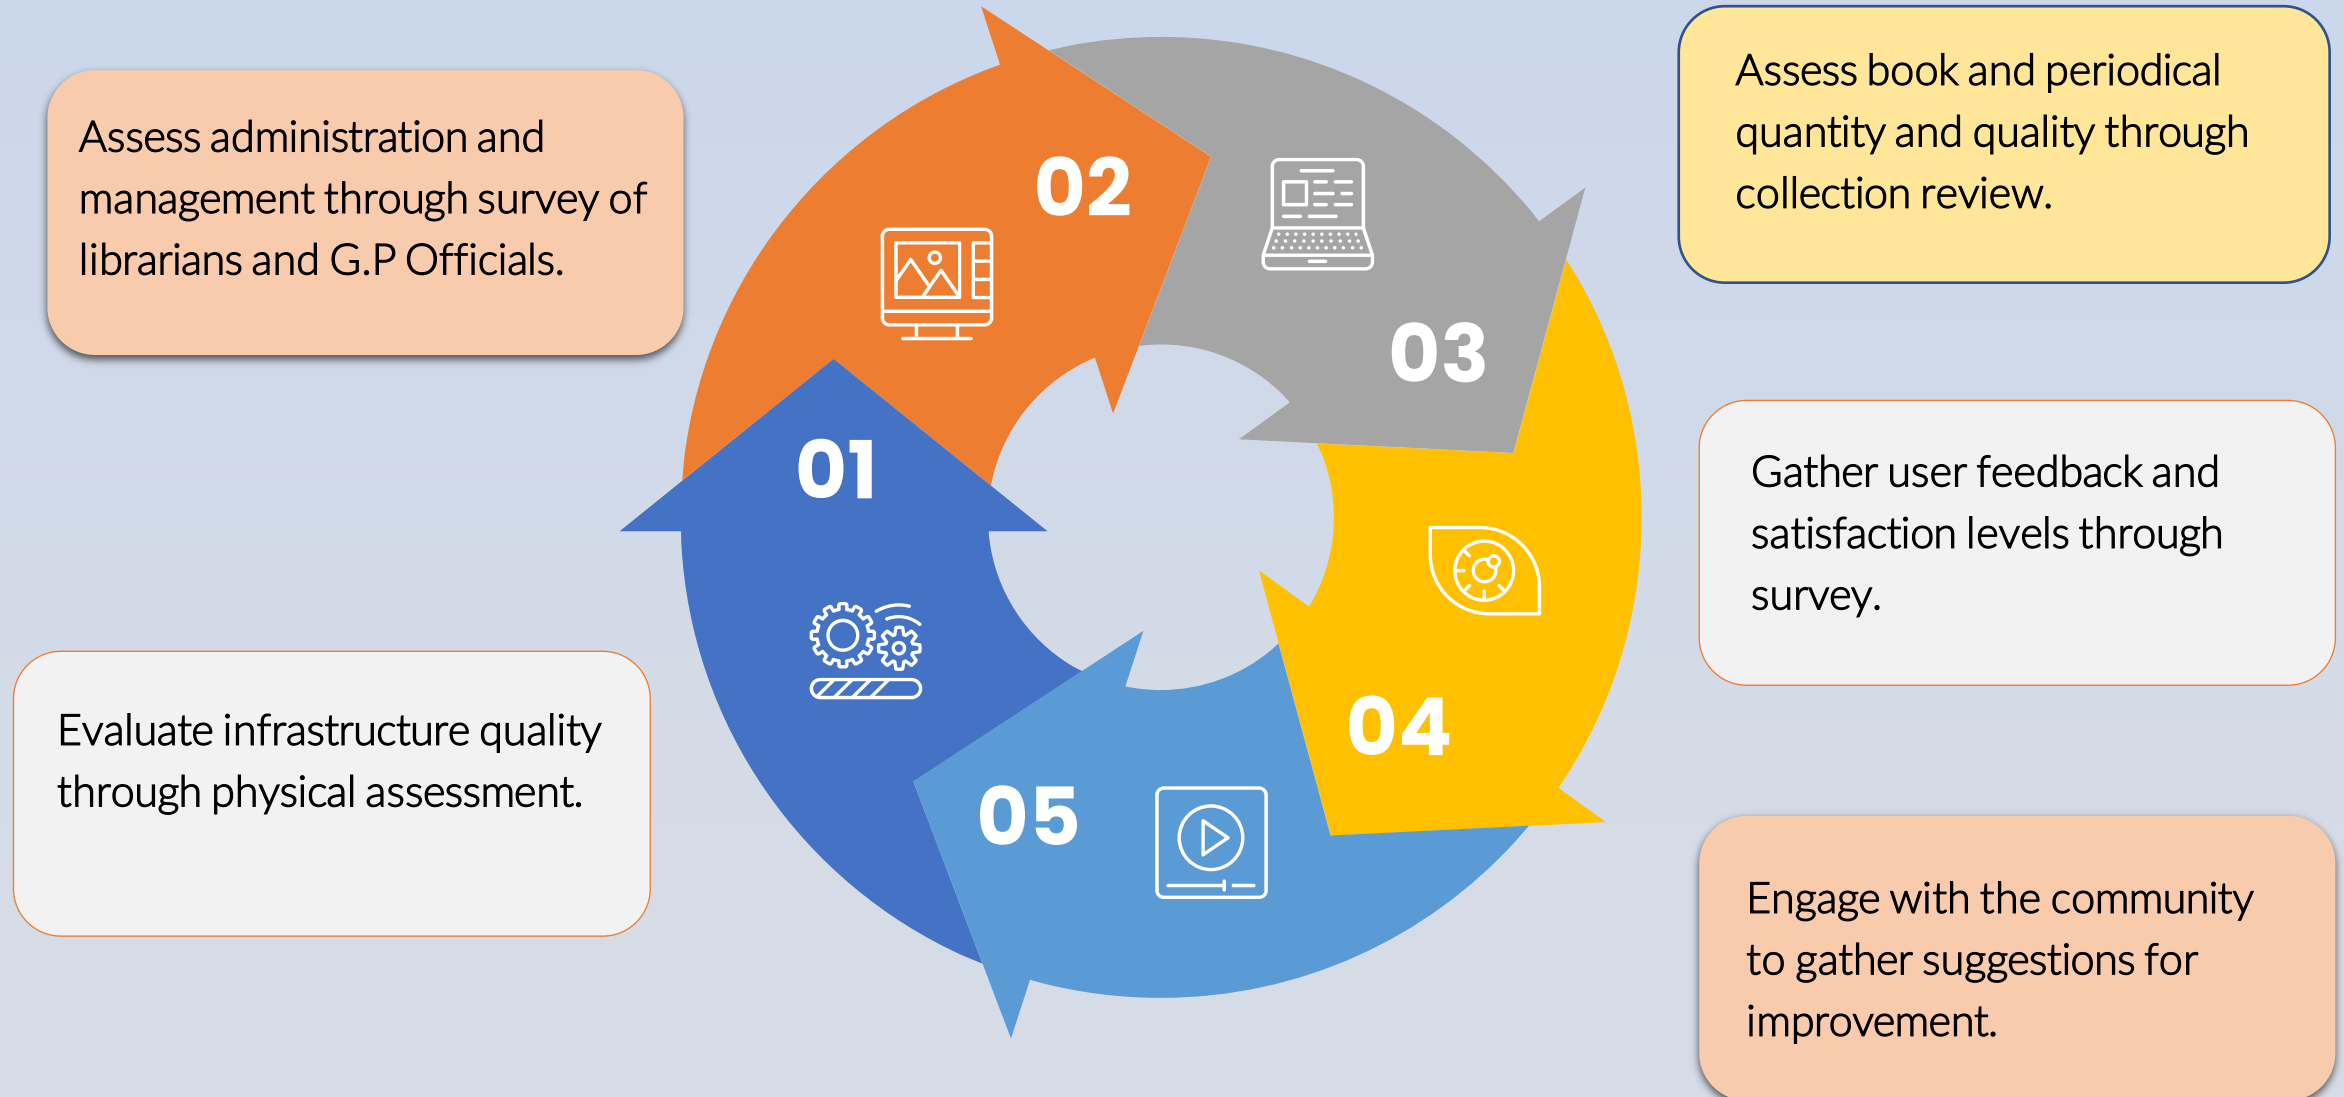 Assess administration and
management through survey of
librarians and G.P Officials.
Evaluate infrastructure quality
through physical assessment.
01
02
03
04
05
Assess book and periodical
quantity and quality through
collection review.
Gather user feedback and
satisfaction levels through
survey.
Engage with the community
to gather suggestions for
improvement.